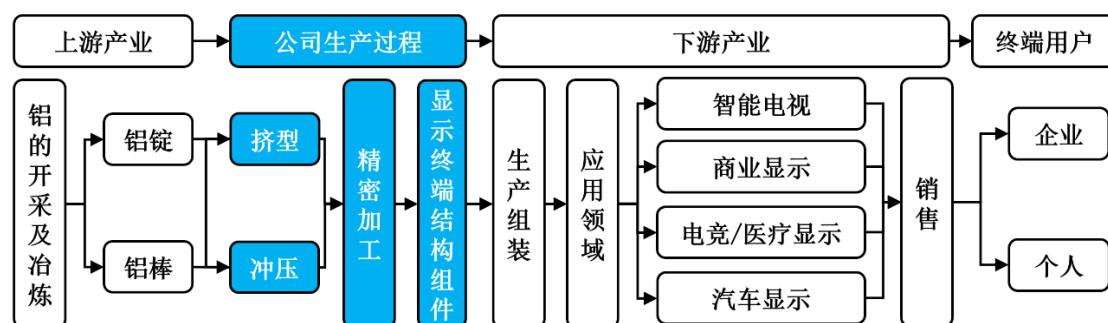 上游产业
公司生产过程
下游产业
终端用户
铝的开采及冶炼
铝锭
铝棒
挤型
冲压
精密加工
显示终端结构组件
生产组装
应用领域
智能电视
商业显示
电竞/医疗显示
汽车显示
销售
企业
个人